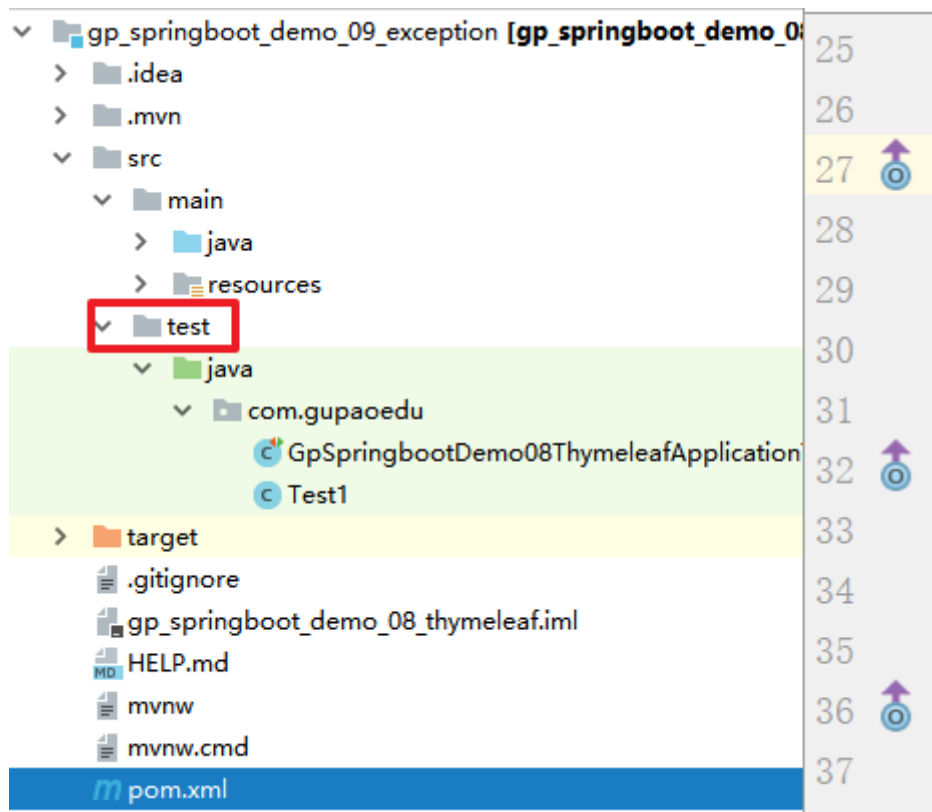 gp_springboot_demo_09_exception [gp_springboot_demo_0
.idea
.mvn
src
main
java
resources
test
java
com.gupaoedu
GpSpringbootDemo08ThymeleafApplication
Test1
target
.gitignore
gp_springboot_demo_08_thymeleaf.iml
HELP.md
mvnw
mvnw.cmd
pom.xml
25
26
27
28
29
30
31
32
33
34
35
36
37